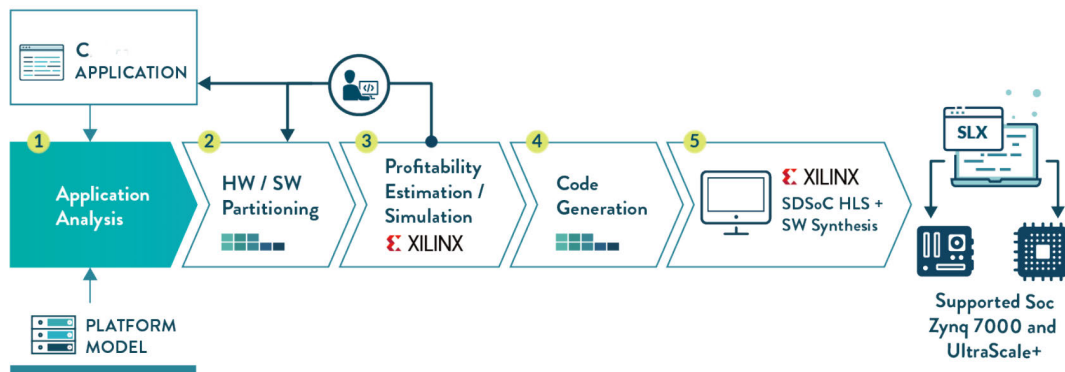 C
APPLICATION
1
Application
Analysis
PLATFORM
MODEL
2
HW / SW
Partitioning
3
Profitability
Estimation /
Simulation
XILINX
4
Code
Generation
5
XILINX
SDSoC HLS +
SW Synthesis
SLX
Supported Soc
Zynq 7000 and
UltraScale+